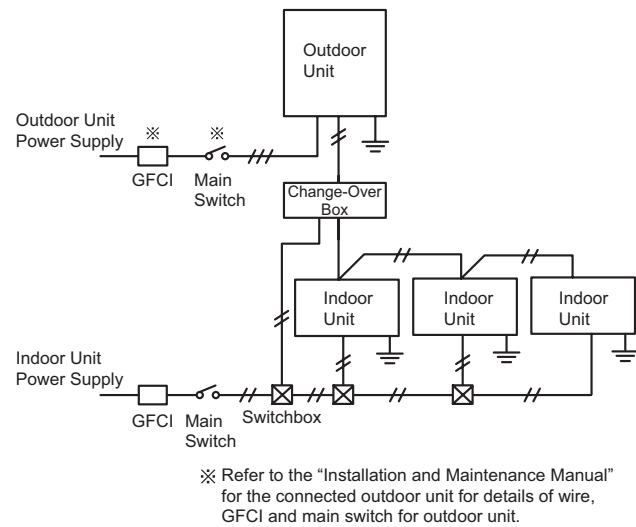 Outdoor
Unit
Outdoor Unit
Power Supply
※
※
GFCI
Main
Switch
Change-Over
Box
Indoor
Unit
Indoor
Unit
Indoor
Unit
Indoor Unit
Power Supply
GFCI
Main
Switch
Switchbox
※ Refer to the “Installation and Maintenance Manual”
for the connected outdoor unit for details of wire,
GFCI and main switch for outdoor unit.